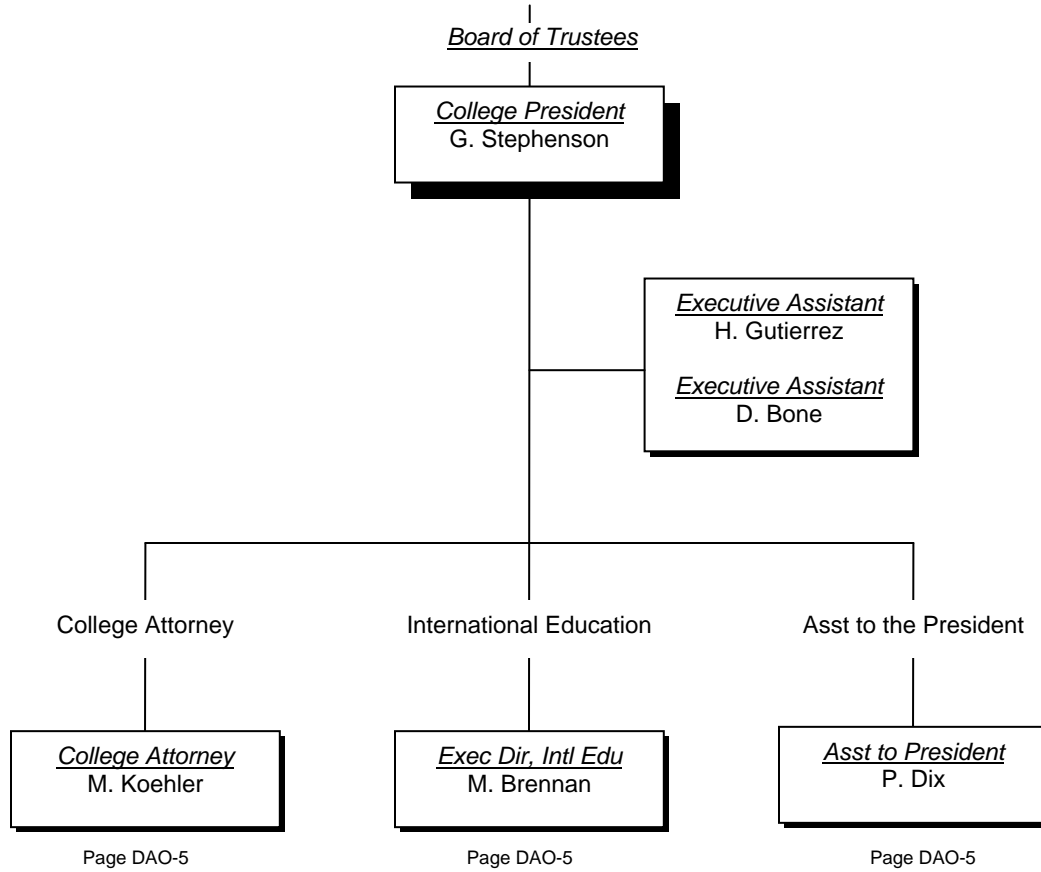 Board of Trustees
College President
G. Stephenson
Executive Assistant
H. Gutierrez
Executive Assistant
D. Bone
College Attorney
International Education
Asst to the President
College Attorney
M. Koehler
Exec Dir, Intl Edu
M. Brennan
Asst to President
P. Dix
Page DAO-5
Page DAO-5
Page DAO-5